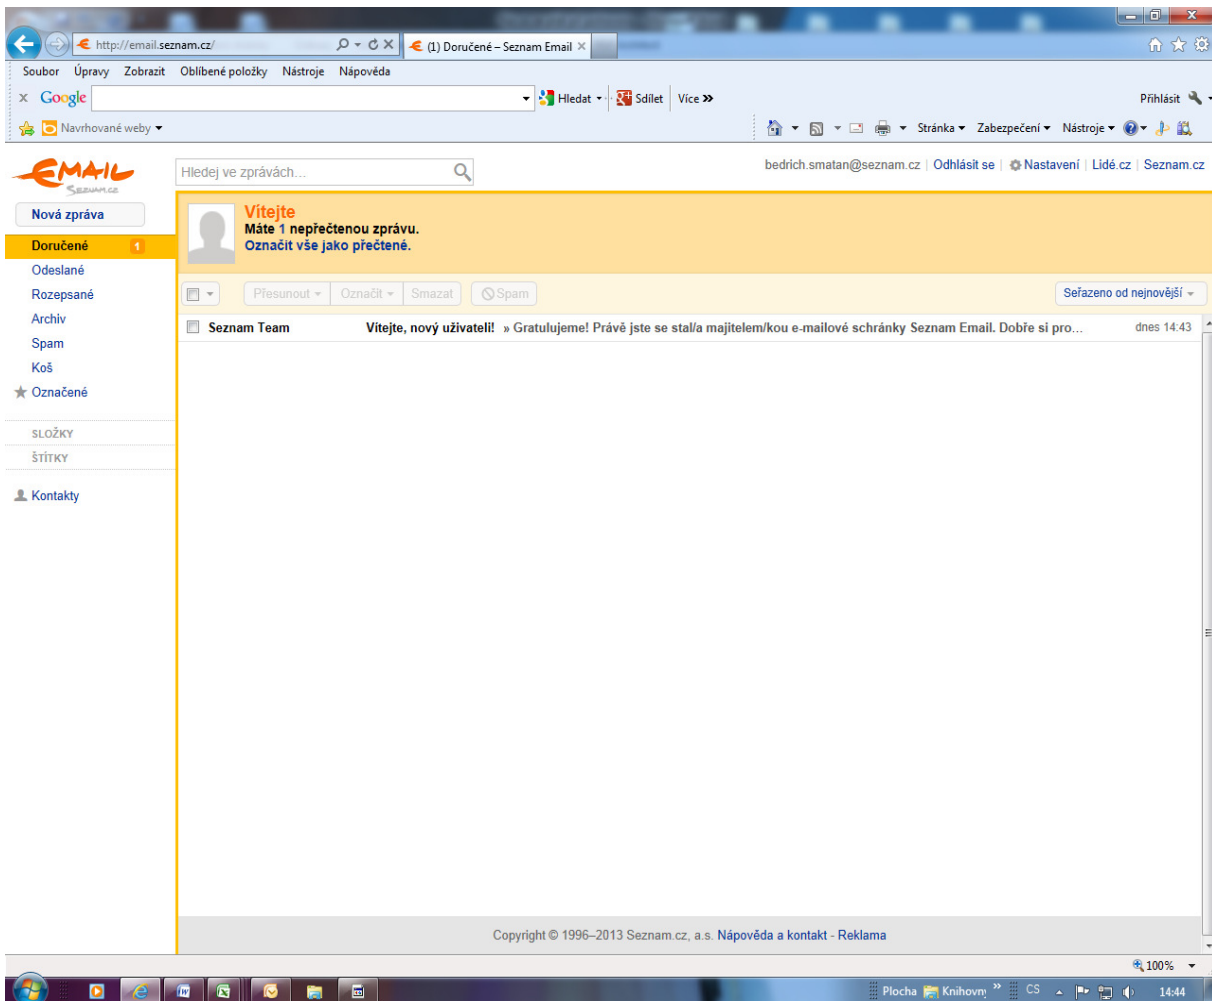 http://email.seznam.cz/
(1) Doručené – Seznam Email
Soubor Úpravy Zobrazit Oblíbené položky Nástroje Nápověda
x Google Hledat Sdílet Více »
Přihlásit
Navrhované weby
Stránka Zabezpečení Nástroje
EMAIL
Seznam.cz
Hledej ve zprávách...
bedrich.smatan@seznam.cz | Odhlásit se | Nastavení | Lidé.cz | Seznam.cz
Nová zpráva
Doručené 1
Odeslané
Rozepsané
Archiv
Spam
Koš
Označené
SLOŽKY
ŠTÍTKY
Kontakty
Vítejte
Máte 1 nepřečtenou zprávu.
Označit vše jako přečtené.
Přesunout Označit Smazat Spam
Seřazeno od nejnovější
Seznam Team Vítejte, nový uživateli! » Gratulujeme! Právě jste se stal/a majitelem/kou e-mailové schránky Seznam Email. Dobře si pro... dnes 14:43
Copyright © 1996–2013 Seznam.cz, a.s. Nápověda a kontakt - Reklama
100%
Plocha Knihovny » CS 14:44